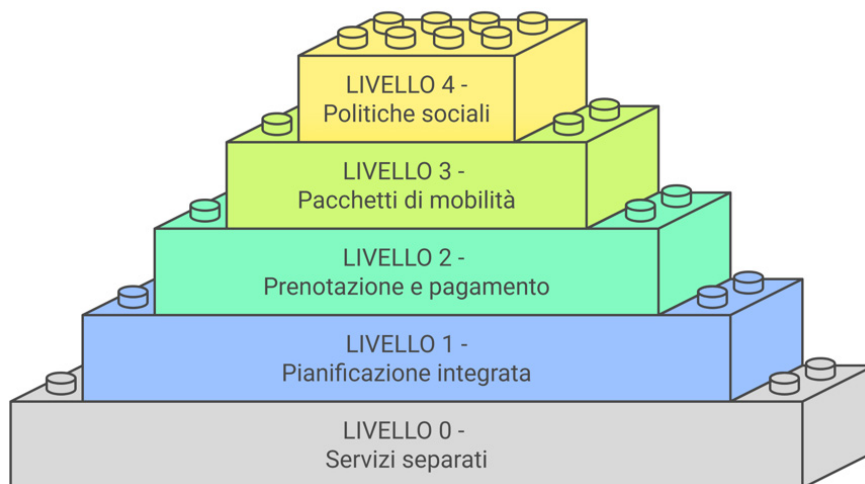 LIVELLO 4 -
Politiche sociali
LIVELLO 3 -
Pacchetti di mobilità
LIVELLO 2 -
Prenotazione e pagamento
LIVELLO 1 -
Pianificazione integrata
LIVELLO 0 -
Servizi separati